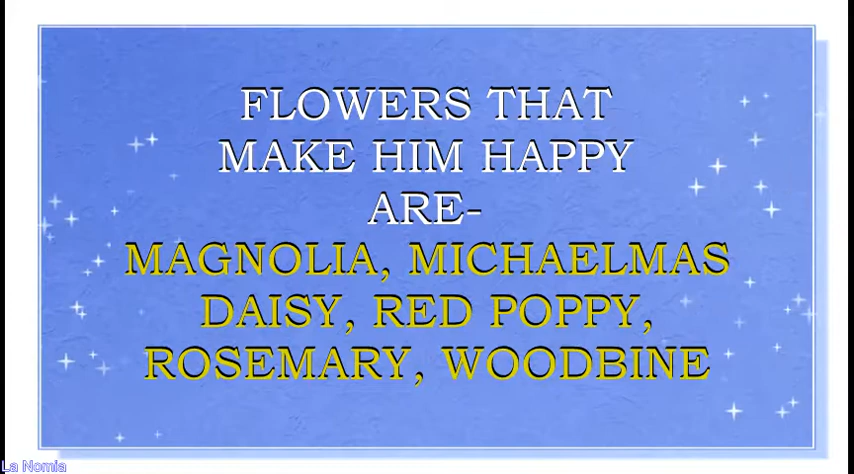 FLOWERS THAT
MAKE HIM HAPPY
ARE-
MAGNOLIA, MICHAELMAS
DAISY, RED POPPY,
ROSEMARY, WOODBINE
La Nomia